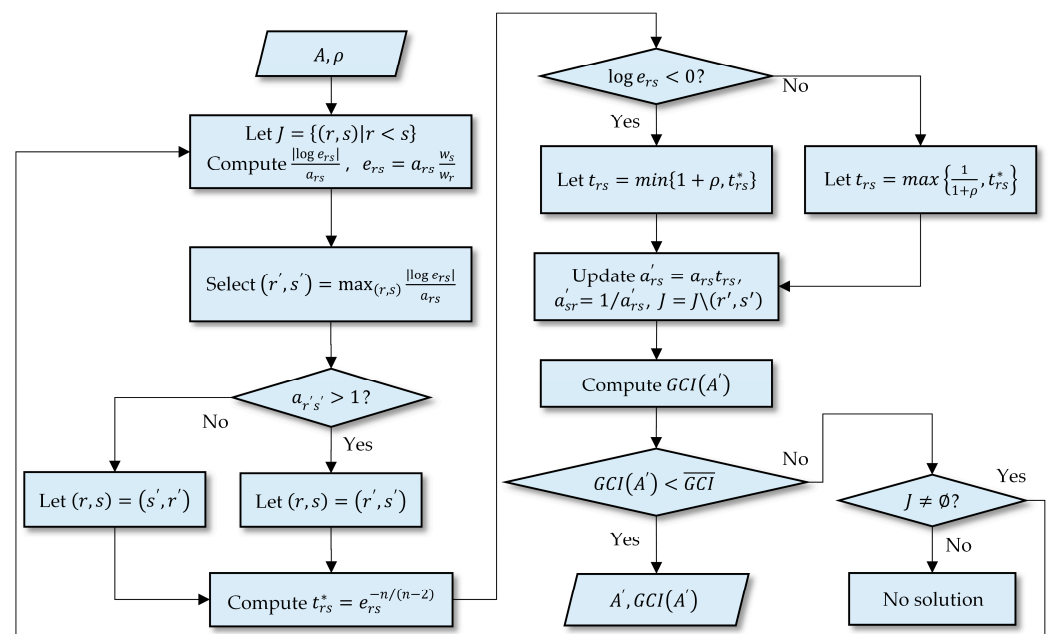 A, ρ
Let J = {(r, s)|r < s}
Compute |log e_rs|/a_rs , e_rs = a_rs w_s/w_r
Select (r′, s′) = max_(r,s) |log e_rs|/a_rs
a_r′s′ > 1?
No
Yes
Let (r, s) = (s′, r′)
Let (r, s) = (r′, s′)
Compute t*_rs = e_rs^−n/(n−2)
log e_rs < 0?
No
Yes
Let t_rs = min{1 + ρ, t*_rs}
Let t_rs = max{1/1+ρ, t*_rs}
Update a′_rs = a_rs t_rs,
a′_sr = 1/a′_rs, J = J\(r′, s′)
Compute GCI(A′)
GCI(A′) < G̅C̅I̅
No
Yes
A′, GCI(A′)
J ≠ ∅?
Yes
No
No solution